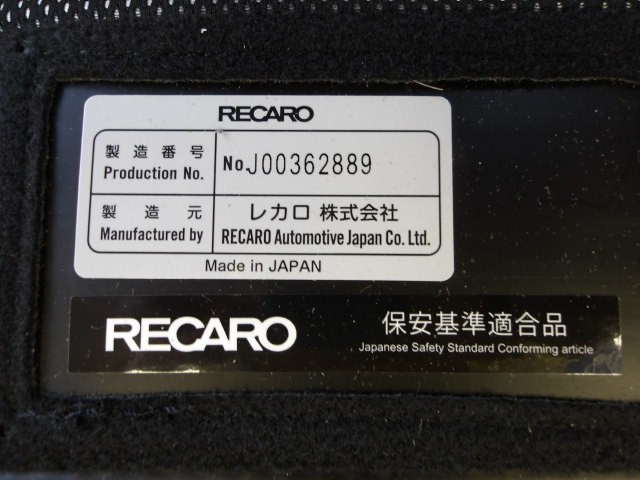 RECARO
製造番号
Production No.
No.J00362889
製造元
Manufactured by
レカロ 株式会社
RECARO Automotive Japan Co. Ltd.
Made in JAPAN
RECARO
保安基準適合品
Japanese Safety Standard Conforming article